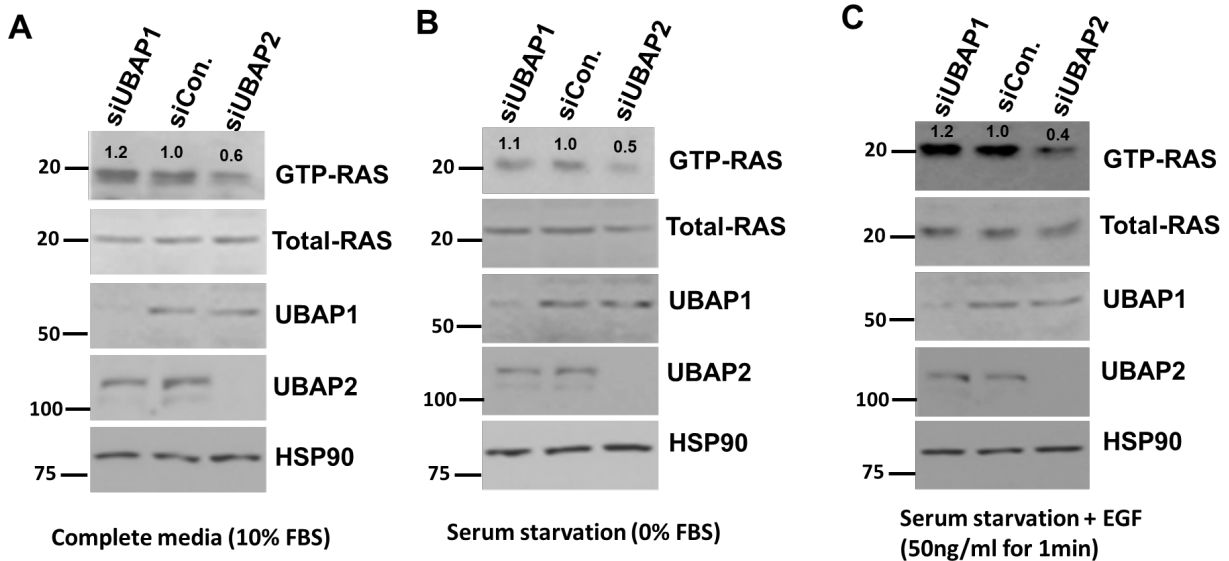 A
siUBAP1
siCon.
siUBAP2
1.2 1.0 0.6
20
GTP-RAS
20
Total-RAS
UBAP1
50
UBAP2
100
HSP90
75
Complete media (10% FBS)
B
siUBAP1
siCon.
siUBAP2
1.1 1.0 0.5
20
GTP-RAS
20
Total-RAS
UBAP1
50
UBAP2
100
HSP90
75
Serum starvation (0% FBS)
C
siUBAP1
siCon.
siUBAP2
1.2 1.0 0.4
20
GTP-RAS
20
Total-RAS
UBAP1
50
UBAP2
100
HSP90
75
Serum starvation + EGF
(50ng/ml for 1min)